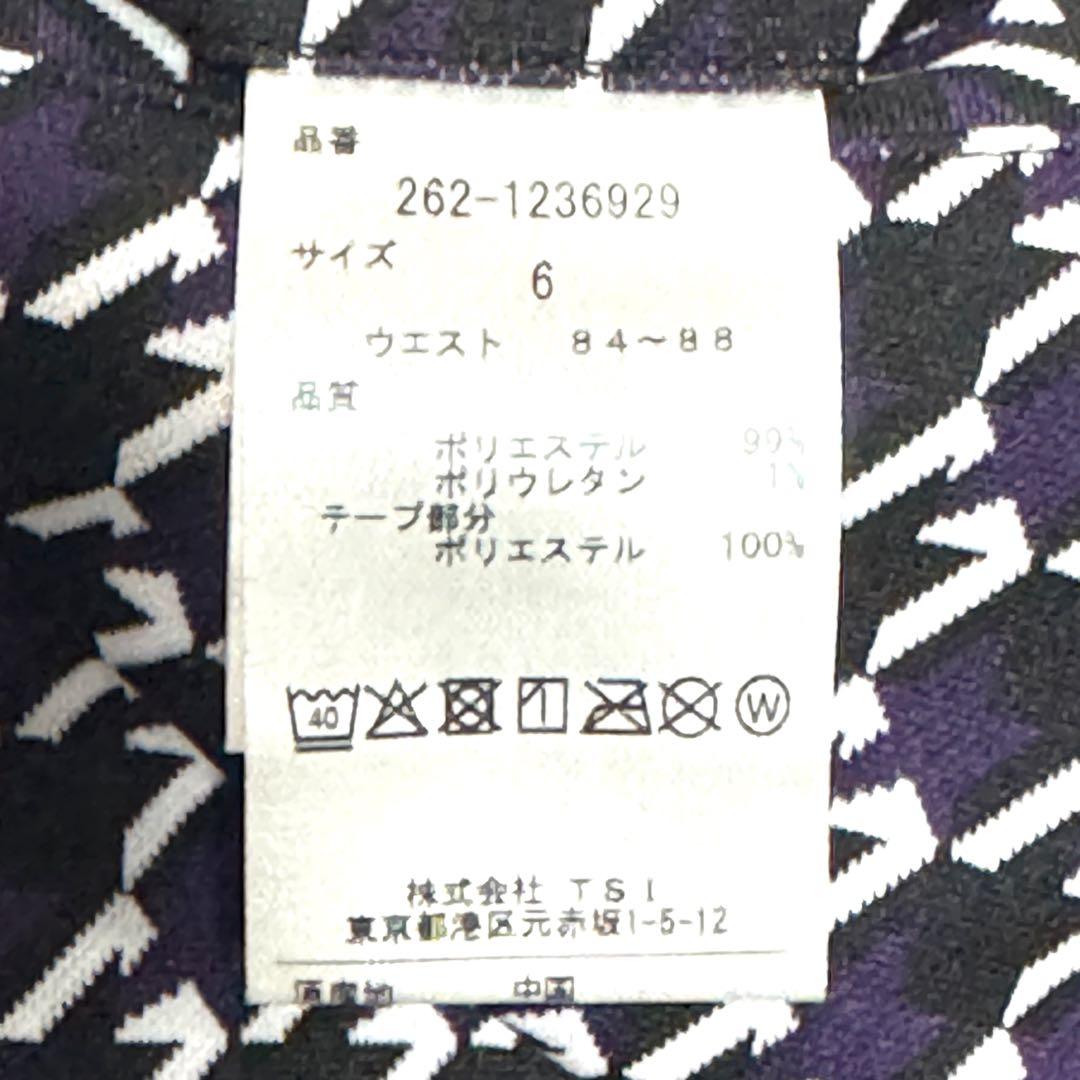 品番
262-1236929
サイズ
6
ウエスト 84〜88
品質
ポリエステル 99%
ポリウレタン 1%
テープ部分
ポリエステル 100%
40
W
株式会社 TSI
東京都港区元赤坂1-5-12
原産地 中国